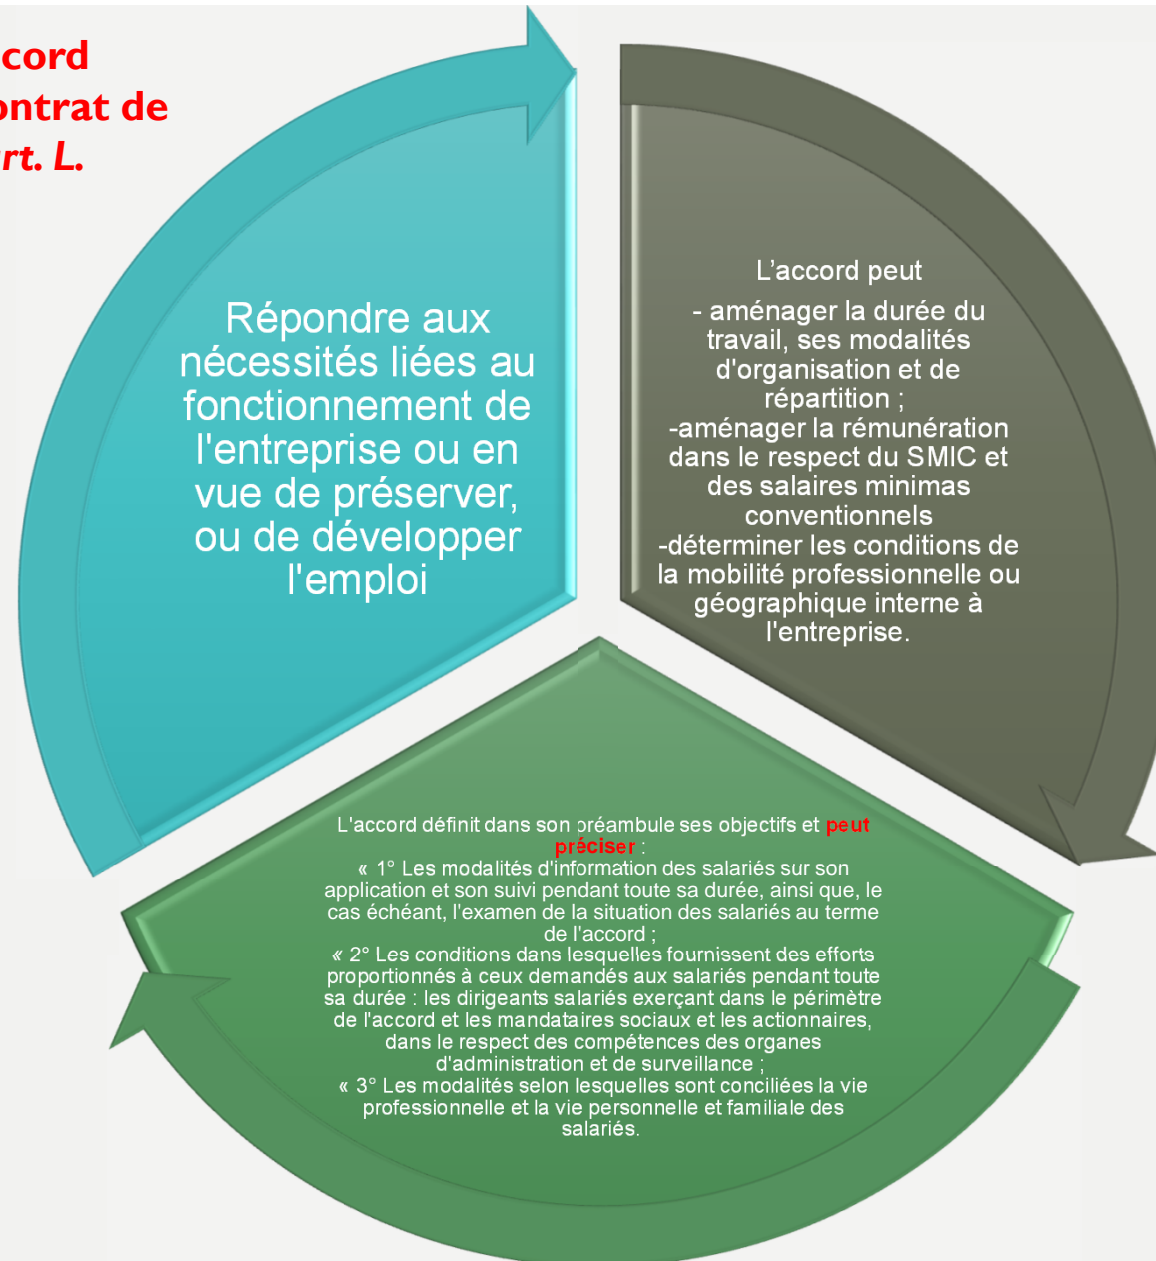 cord
ontrat de
rt. L.
Répondre aux
nécessités liées au
fonctionnement de
l'entreprise ou en
vue de préserver,
ou de développer
l'emploi
L’accord peut
- aménager la durée du
travail, ses modalités
d'organisation et de
répartition ;
-aménager la rémunération
dans le respect du SMIC et
des salaires minimas
conventionnels
-déterminer les conditions de
la mobilité professionnelle ou
géographique interne à
l'entreprise.
L'accord définit dans son préambule ses objectifs et peut
préciser :
« 1° Les modalités d'information des salariés sur son
application et son suivi pendant toute sa durée, ainsi que, le
cas échéant, l'examen de la situation des salariés au terme
de l'accord ;
« 2° Les conditions dans lesquelles fournissent des efforts
proportionnés à ceux demandés aux salariés pendant toute
sa durée : les dirigeants salariés exerçant dans le périmètre
de l'accord et les mandataires sociaux et les actionnaires,
dans le respect des compétences des organes
d'administration et de surveillance ;
« 3° Les modalités selon lesquelles sont conciliées la vie
professionnelle et la vie personnelle et familiale des
salariés.